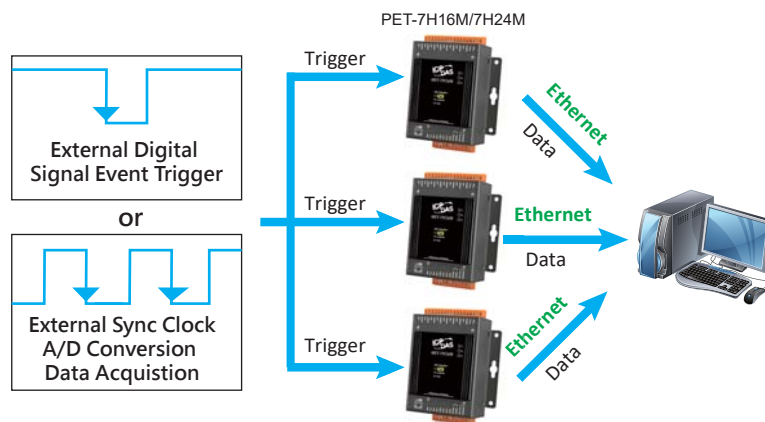 PET-7H16M/7H24M
External Digital
Signal Event Trigger
or
External Sync Clock
A/D Conversion
Data Acquistion
Trigger
Trigger
Trigger
Ethernet
Data
Ethernet
Data
Ethernet
Data